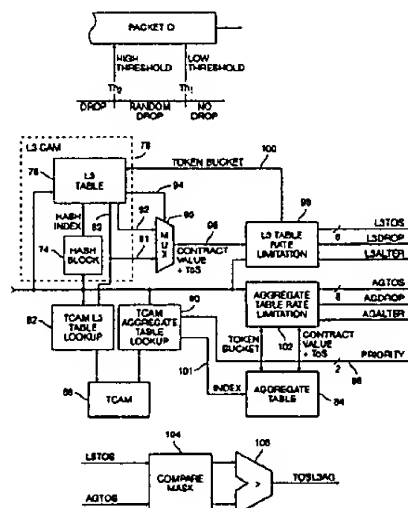 PACKET Q
HIGH THRESHOLD
LOW THRESHOLD
Th2
Th1
DROP
RANDOM DROP
NO DROP
78
L3 CAM
TOKEN BUCKET
100
76
L3 TABLE
94
HASH INDEX
83
92
90
MUX
96
98
91
CONTRACT VALUE + ToS
L3 TABLE RATE LIMITATION
6
L3TOS
L3DROP
L3ALTER
74
HASH BLOCK
82
TCAM L3 TABLE LOOKUP
80
TCAM AGGREGATE TABLE LOOKUP
AGGREGATE TABLE RATE LIMITATION
6
AGTOS
AGDROP
AGALTER
102
TOKEN BUCKET
CONTRACT VALUE + ToS
PRIORITY
2
86
TCAM
101
INDEX
AGGREGATE TABLE
84
104
106
L3TOS
AGTOS
COMPARE MASK
>
TOSL3AG